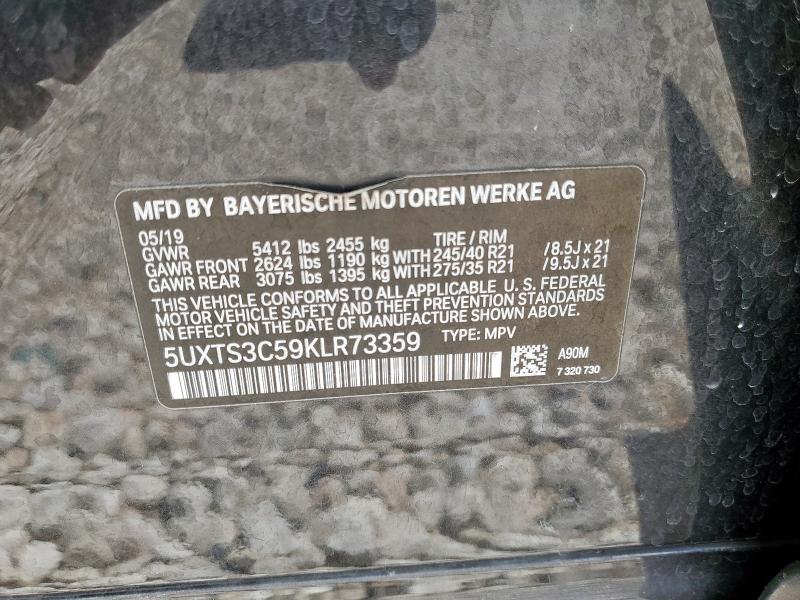 MFD BY BAYERISCHE MOTOREN WERKE AG
05/19 TIRE / RIM
GVWR 5412 lbs 2455 kg
GAWR FRONT 2624 lbs 1190 kg WITH 245/40 R21 /8.5J x 21
GAWR REAR 3075 lbs 1395 kg WITH 275/35 R21 /9.5J x 21
THIS VEHICLE CONFORMS TO ALL APPLICABLE U. S. FEDERAL
MOTOR VEHICLE SAFETY AND THEFT PREVENTION STANDARDS
IN EFFECT ON THE DATE OF MANUFACTURE SHOWN ABOVE.
5UXTS3C59KLR73359 TYPE: MPV
A90M
7 320 730